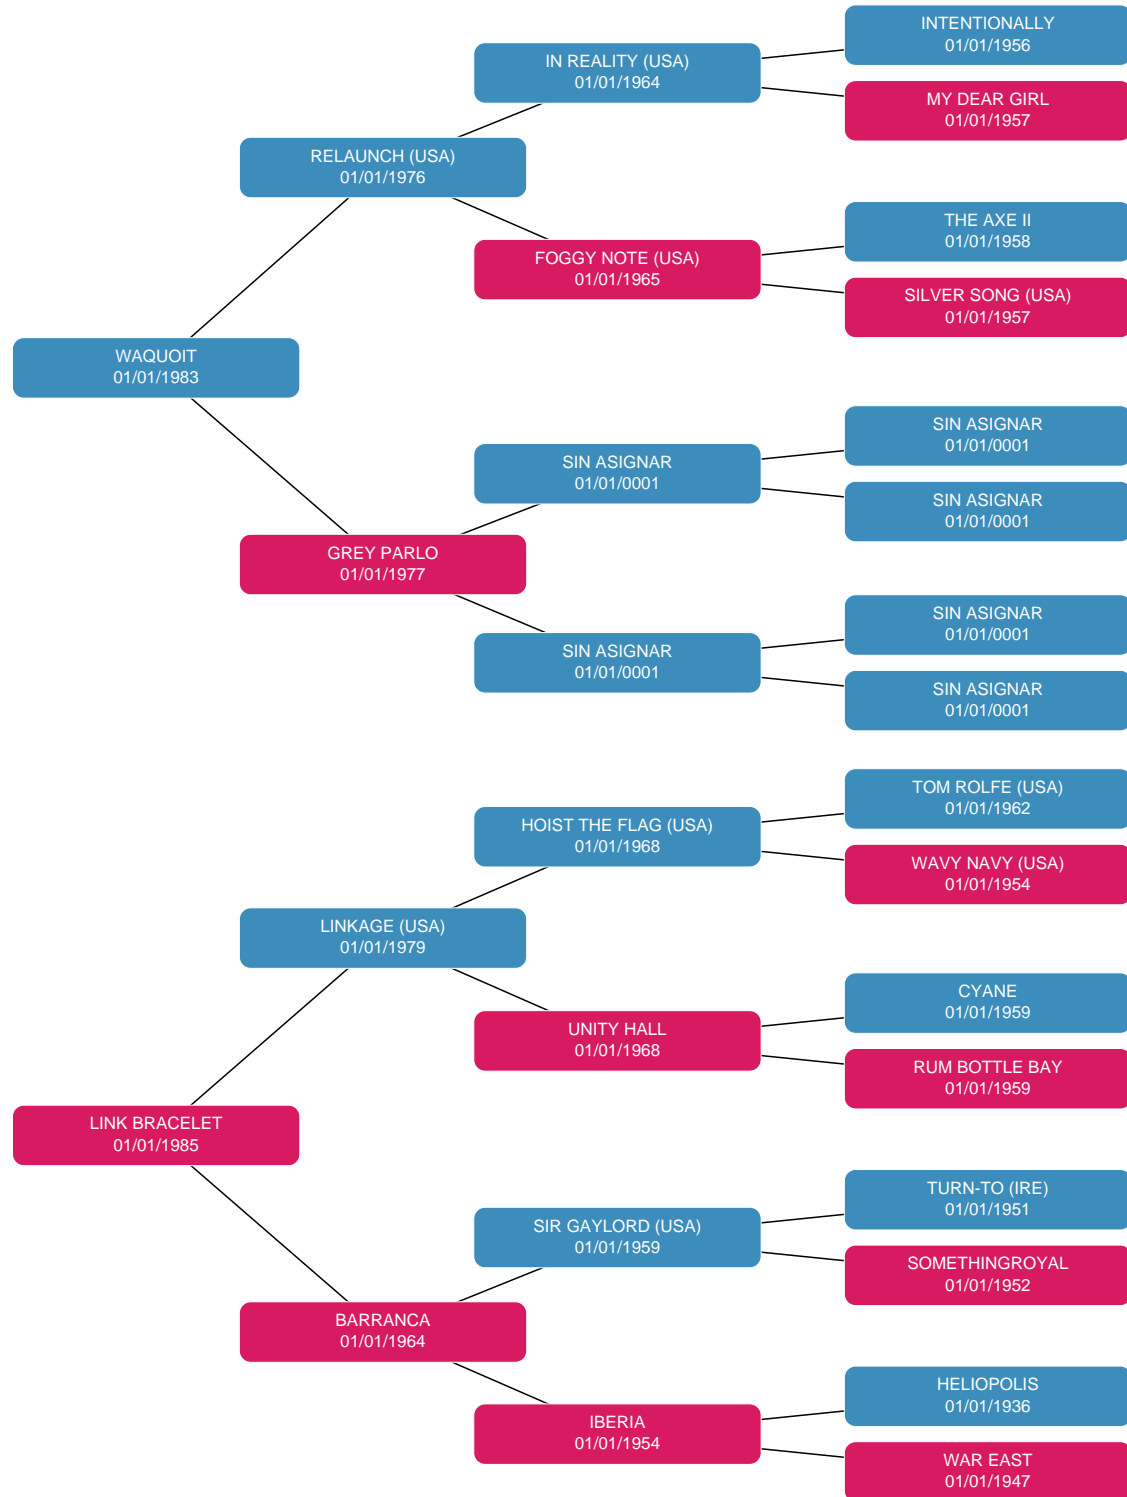 INTENTIONALLY
01/01/1956
IN REALITY (USA)
01/01/1964
MY DEAR GIRL
01/01/1957
RELAUNCH (USA)
01/01/1976
THE AXE II
01/01/1958
FOGGY NOTE (USA)
01/01/1965
SILVER SONG (USA)
01/01/1957
WAQUOIT
01/01/1983
SIN ASIGNAR
01/01/0001
SIN ASIGNAR
01/01/0001
SIN ASIGNAR
01/01/0001
GREY PARLO
01/01/1977
SIN ASIGNAR
01/01/0001
SIN ASIGNAR
01/01/0001
SIN ASIGNAR
01/01/0001
TOM ROLFE (USA)
01/01/1962
HOIST THE FLAG (USA)
01/01/1968
WAVY NAVY (USA)
01/01/1954
LINKAGE (USA)
01/01/1979
CYANE
01/01/1959
UNITY HALL
01/01/1968
RUM BOTTLE BAY
01/01/1959
LINK BRACELET
01/01/1985
TURN-TO (IRE)
01/01/1951
SIR GAYLORD (USA)
01/01/1959
SOMETHINGROYAL
01/01/1952
BARRANCA
01/01/1964
HELIOPOLIS
01/01/1936
IBERIA
01/01/1954
WAR EAST
01/01/1947